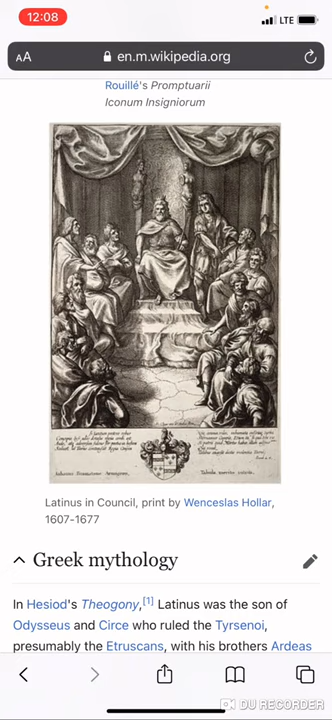 12:08
LTE
AA
en.m.wikipedia.org
Rouillé's Promptuarii
Iconum Insigniorum
Latinus in Council, print by Wenceslas Hollar,
1607-1677
Greek mythology
In Hesiod's Theogony,[1] Latinus was the son of
Odysseus and Circe who ruled the Tyrsenoi,
presumably the Etruscans, with his brothers Ardeas
DU RECORDER